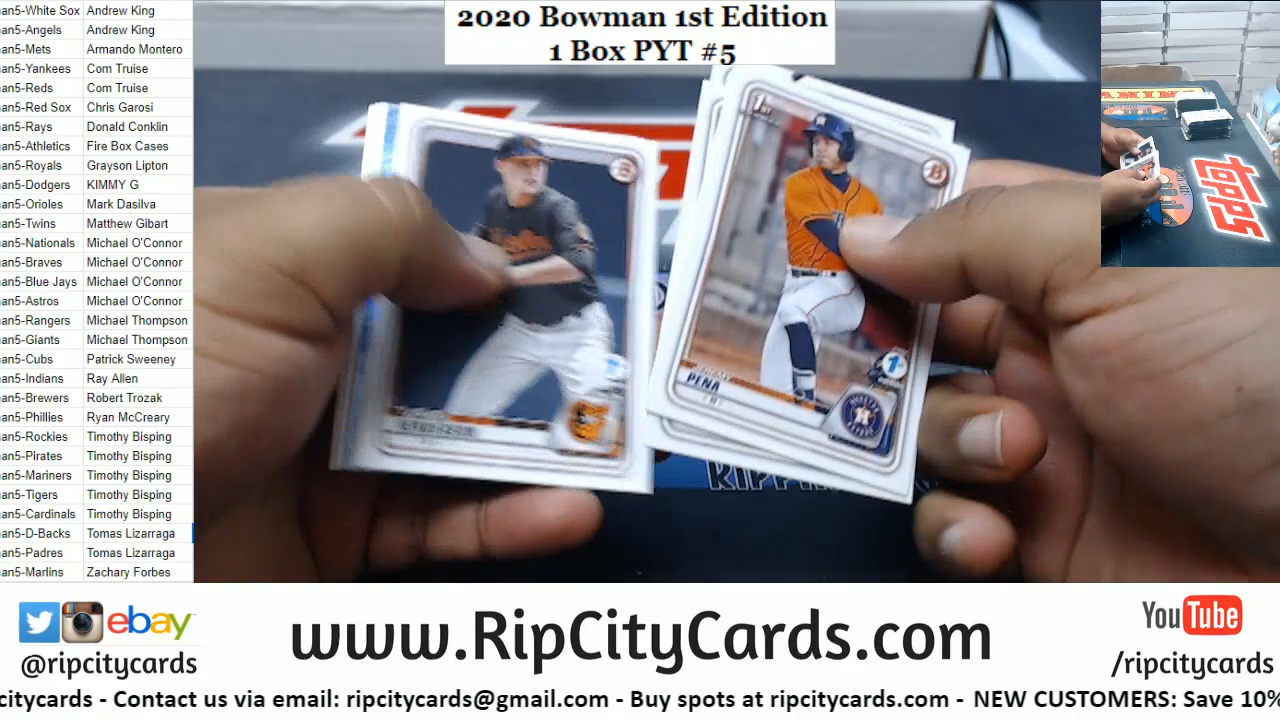 2020 Bowman 1st Edition
1 Box PYT #5
an5-White Sox Andrew King
an5-Angels Andrew King
an5-Mets Armando Montero
an5-Yankees Com Truise
an5-Reds Com Truise
an5-Red Sox Chris Garosi
an5-Rays Donald Conklin
an5-Athletics Fire Box Cases
an5-Royals Grayson Lipton
an5-Dodgers KIMMY G
an5-Orioles Mark Dasilva
an5-Twins Matthew Gibart
an5-Nationals Michael O'Connor
an5-Braves Michael O'Connor
an5-Blue Jays Michael O'Connor
an5-Astros Michael O'Connor
an5-Rangers Michael Thompson
an5-Giants Michael Thompson
an5-Cubs Patrick Sweeney
an5-Indians Ray Allen
an5-Brewers Robert Trozak
an5-Phillies Ryan McCreary
an5-Rockies Timothy Bisping
an5-Pirates Timothy Bisping
an5-Mariners Timothy Bisping
an5-Tigers Timothy Bisping
an5-Cardinals Timothy Bisping
an5-D-Backs Tomas Lizarraga
an5-Padres Tomas Lizarraga
an5-Marlins Zachary Forbes
1st
B
PEÑA
1st
RIPP
PANINI
topps
ebay
@ripcitycards
www.RipCityCards.com
YouTube
/ripcitycards
citycards - Contact us via email: ripcitycards@gmail.com - Buy spots at ripcitycards.com - NEW CUSTOMERS: Save 10%